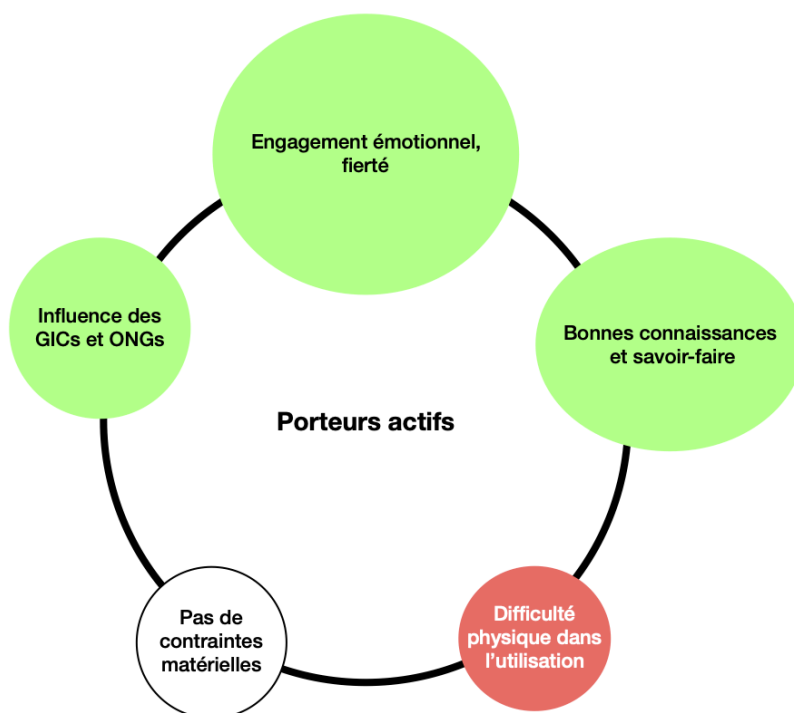 Engagement émotionnel,
fierté
Influence des
GICs et ONGs
Bonnes connaissances
et savoir-faire
Porteurs actifs
Pas de
contraintes
matérielles
Difficulté
physique dans
l'utilisation